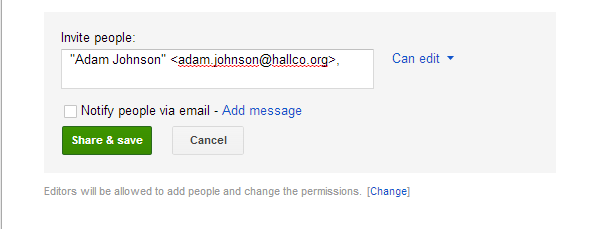 Invite people:
"Adam Johnson" <adam.johnson@hallco.org>,
Can edit
Notify people via email - Add message
Share & save
Cancel
Editors will be allowed to add people and change the permissions. [Change]